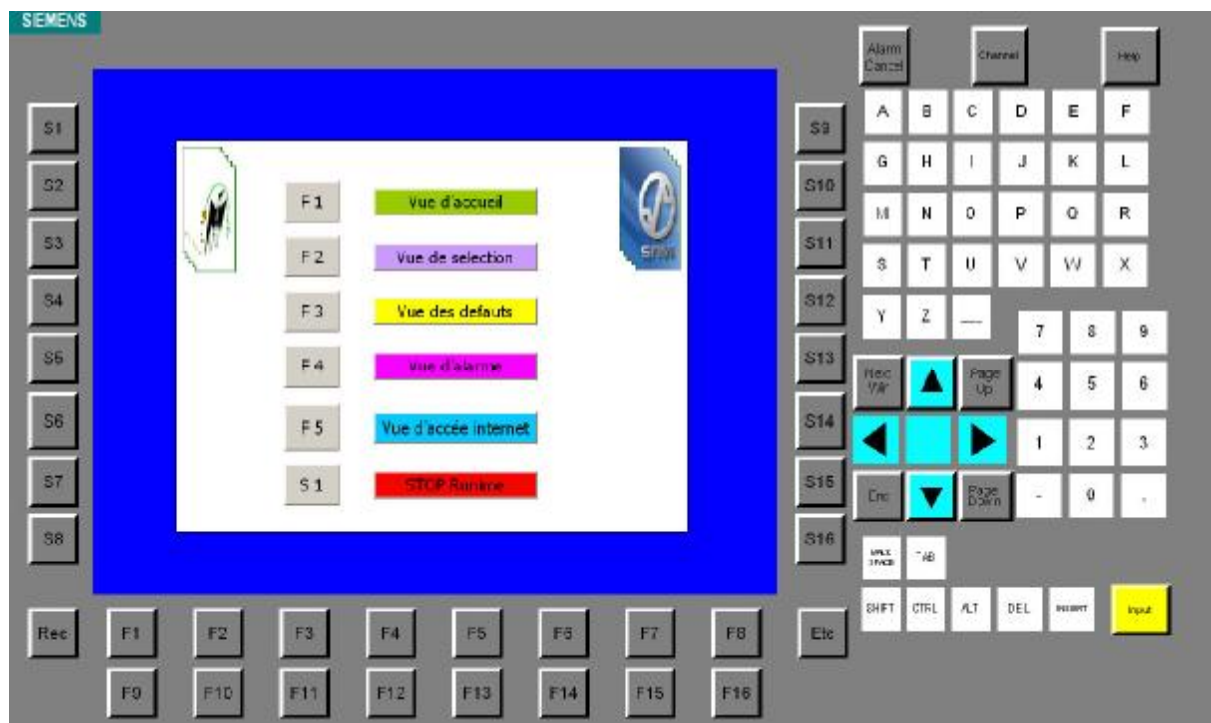 SIEMENS
Alarm Cancel
Channel
Help
S1
S2
S3
S4
S5
S6
S7
S8
F 1 Vue d'accueil
F 2 Vue de selection
F 3 Vue des defauts
F 4 Vue d'alarme
F 5 Vue d'accée internet
S 1 STOP Runime
S9
S10
S11
S12
S13
S14
S15
S16
A B C D E F
G H I J K L
M N O P Q R
S T U V W X
Y Z __ 7 8 9
Page Up 4 5 6
1 2 3
Page Down - 0 .
TAB
SHIFT CTRL ALT DEL INSERT Input
Rec F1 F2 F3 F4 F5 F6 F7 F8 Etc
F9 F10 F11 F12 F13 F14 F15 F16